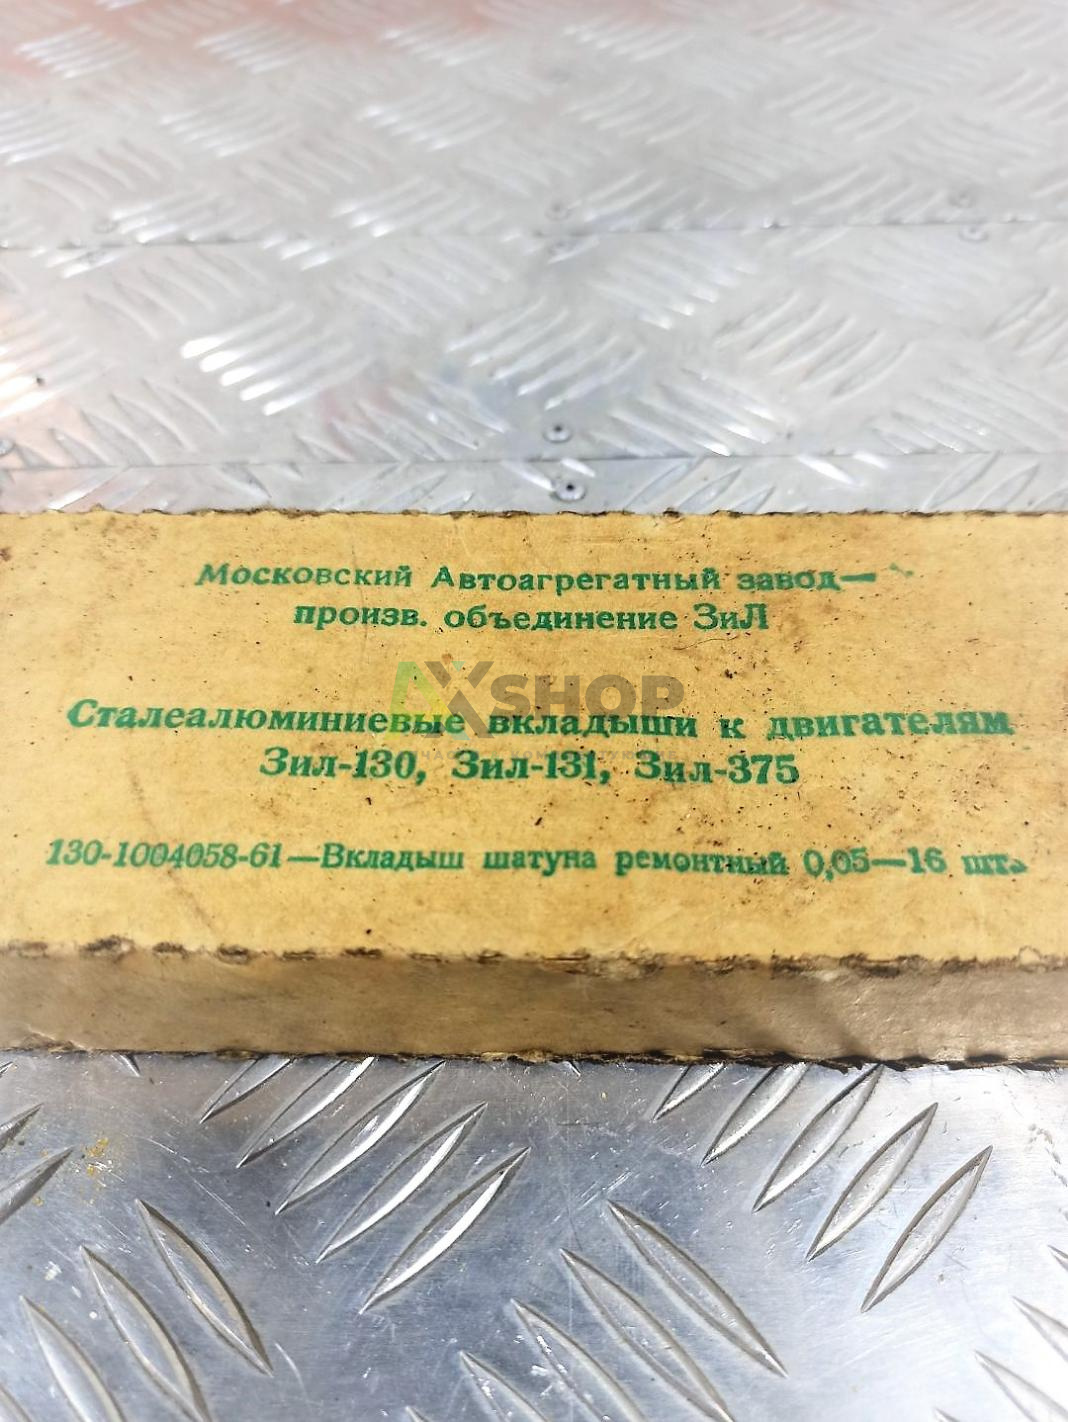 Московский Автоагрегатный завод—
произв. объединение ЗиЛ
AXSHOP
Сталеалюминиевые вкладыши к двигателям
Зил-130, Зил-131, Зил-375
130-1004058-61—Вкладыш шатуна ремонтный 0,05—16 шт.